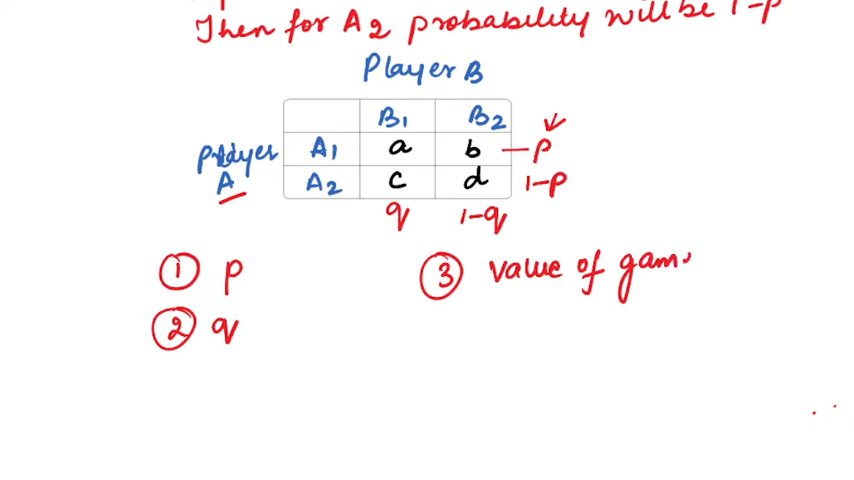 Then for A2 probability will be 1-p
Player B
B1 B2
A1 a b — p
A
A2 c d 1-p
q 1-q
1 p
3 value of gam
2 q